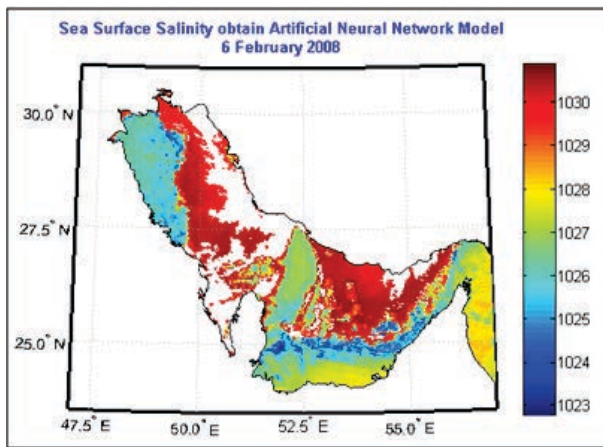 Sea Surface Salinity obtain Artificial Neural Network Model
6 February 2008
30.0° N
27.5° N
25.0° N
47.5° E
50.0° E
52.5° E
55.0° E
1030
1029
1028
1027
1026
1025
1024
1023